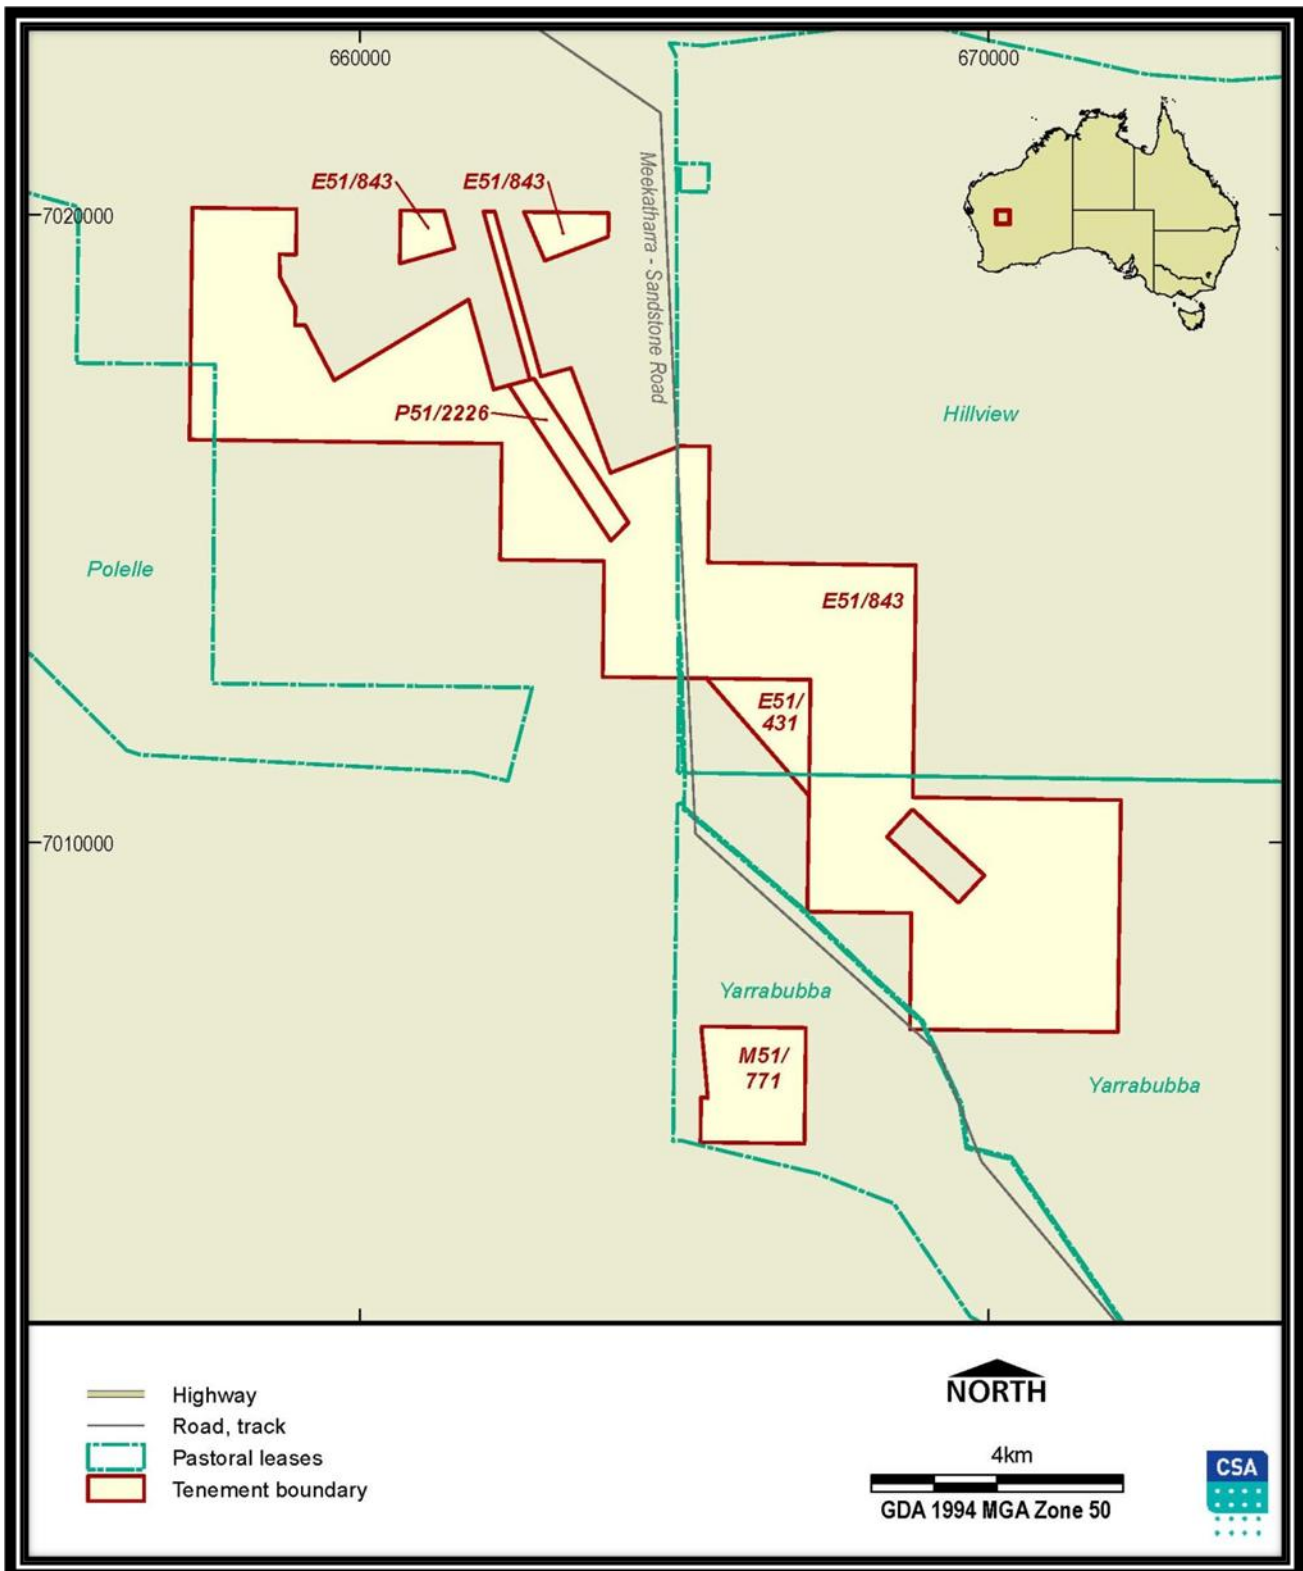 660000
670000
Meekatharra - Sandstone Road
E51/843
E51/843
7020000
P51/2226
Hillview
Polelle
E51/843
E51/
431
7010000
Yarrabubba
M51/
771
Yarrabubba
Highway
Road, track
Pastoral leases
Tenement boundary
NORTH
4km
GDA 1994 MGA Zone 50
CSA